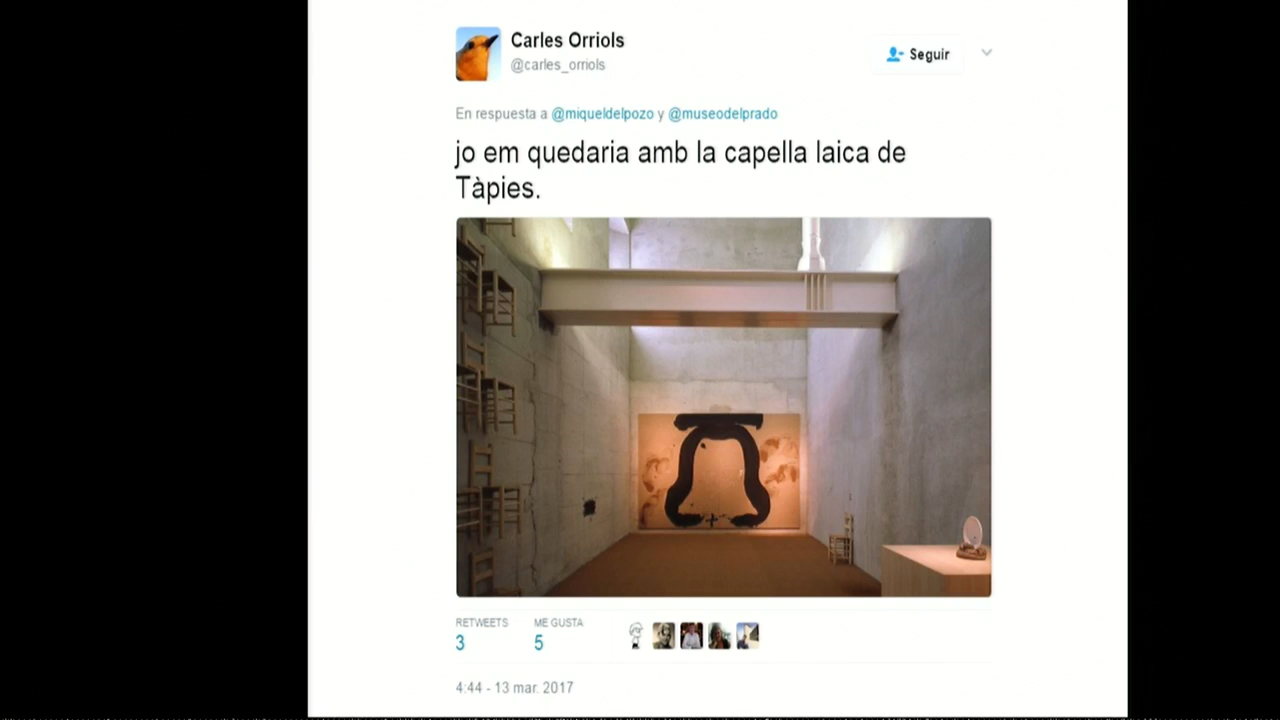 Carles Orriols
@carles_orriols
Seguir
En respuesta a @miqueldelpozo y @museodelprado
jo em quedaria amb la capella laica de
Tàpies.
RETWEETS
3
ME GUSTA
5
4:44 - 13 mar. 2017